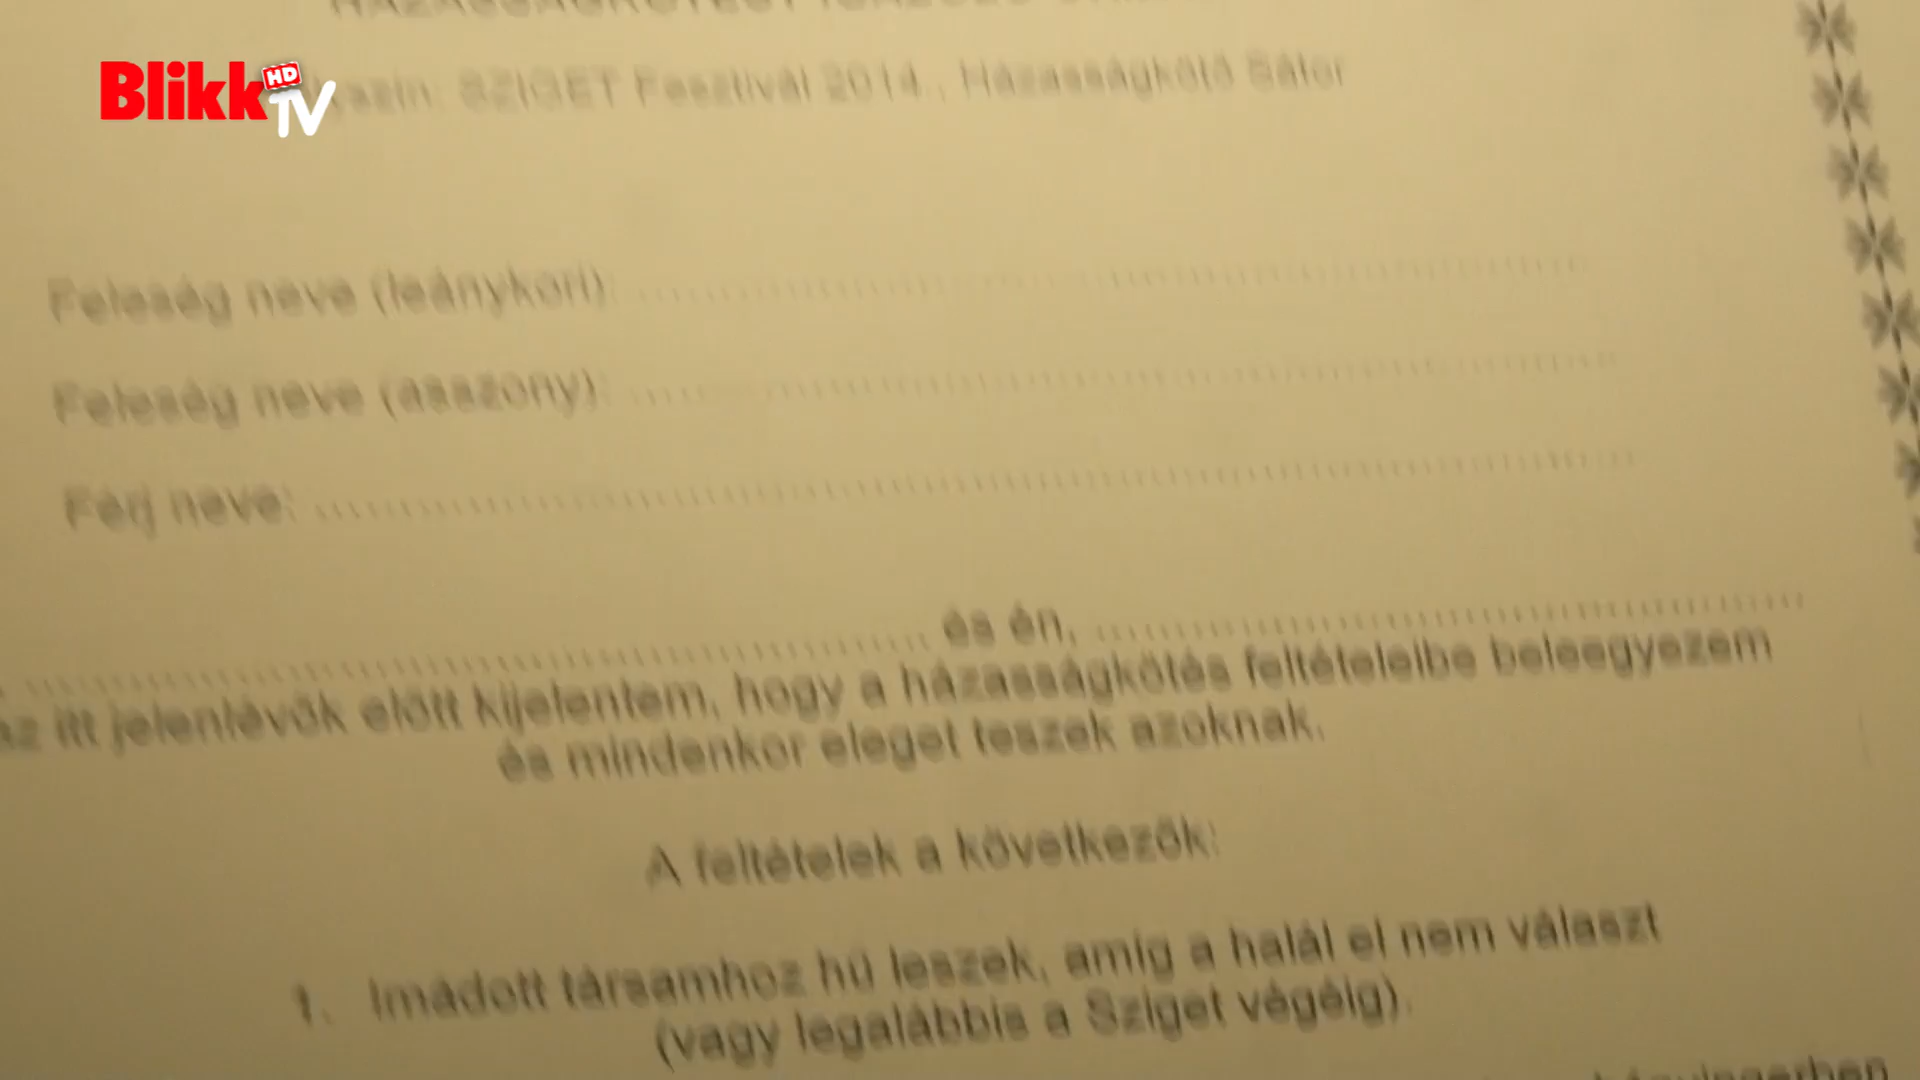 Blikk HD TV
HÁZASSÁGKÖTÉST IGAZOLÓ
SZIGET Fesztivál 2014., Házasságkötő Sátor
Feleség neve (leánykori):
Feleség neve (asszony):
Férj neve:
és én,
az itt jelenlévők előtt kijelentem, hogy a házasságkötés feltételeibe beleegyezem
és mindenkor eleget teszek azoknak.
A feltételek a következők:
1. Imádott társamhoz hű leszek, amíg a halál el nem választ
(vagy legalábbis a Sziget végéig).